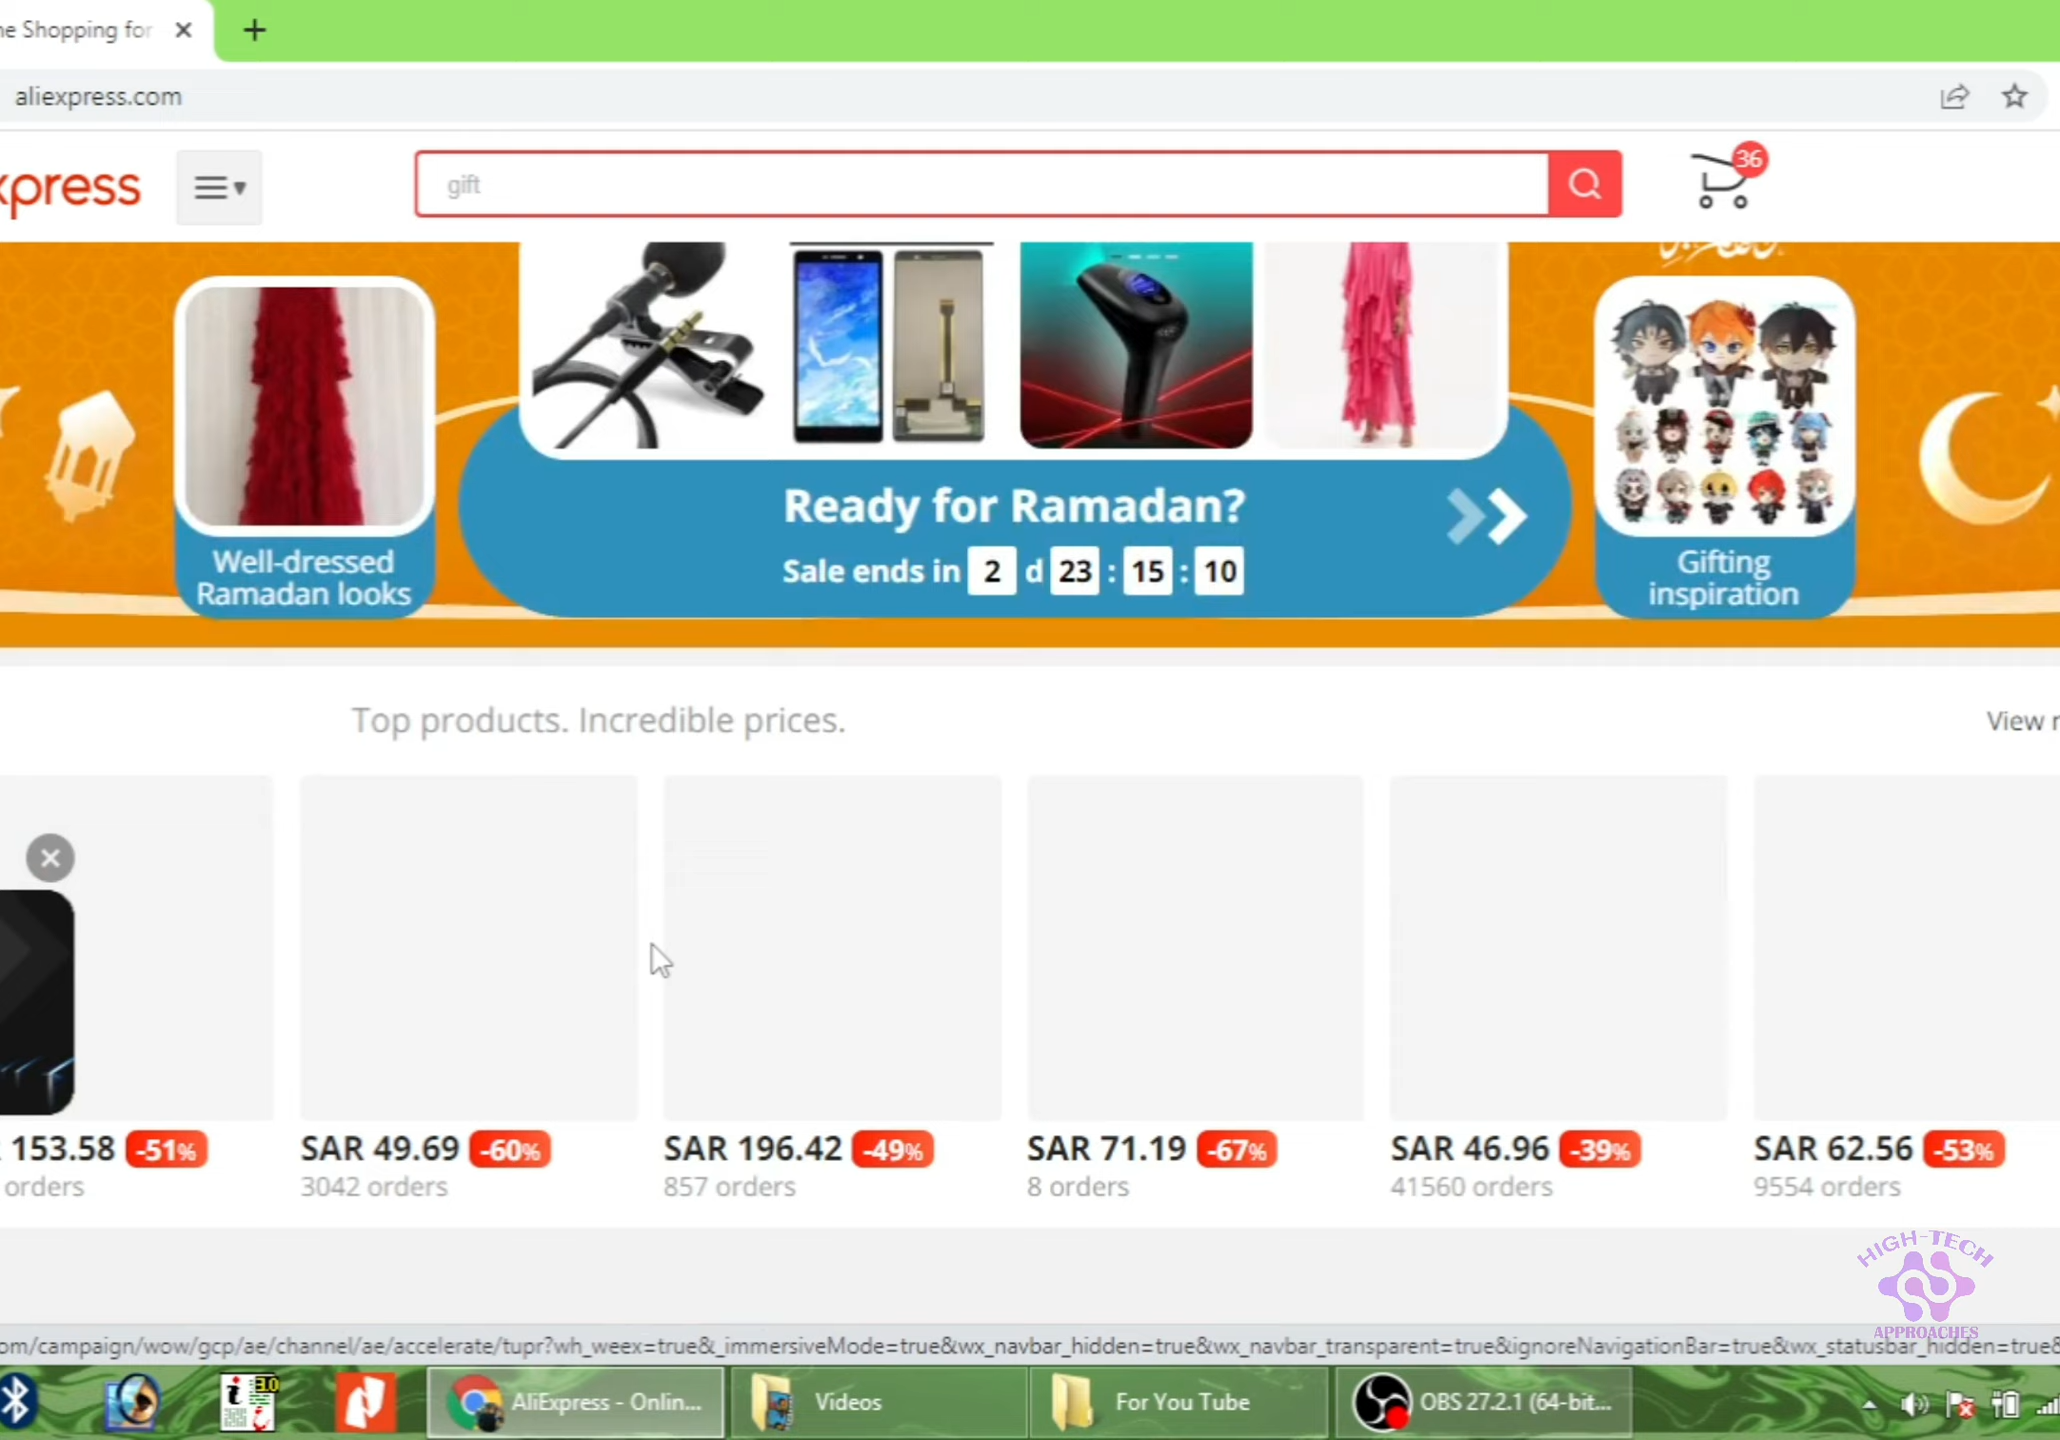 ne Shopping for
aliexpress.com
xpress
gift
36
Well-dressed
Ramadan looks
Ready for Ramadan?
Sale ends in 2 d 23 : 15 : 10
Gifting
inspiration
Top products. Incredible prices.
View
153.58 -51%
orders
SAR 49.69 -60%
3042 orders
SAR 196.42 -49%
857 orders
SAR 71.19 -67%
8 orders
SAR 46.96 -39%
41560 orders
SAR 62.56 -53%
9554 orders
HIGH-TECH
APPROACHES
om/campaign/wow/gcp/ae/channel/ae/accelerate/tupr?wh_weex=true&_immersiveMode=true&wx_navbar_hidden=true&wx_navbar_transparent=true&ignoreNavigationBar=true&wx_statusbar_hidden=true&
3.0
AliExpress - Onlin...
Videos
For You Tube
OBS 27.2.1 (64-bit...